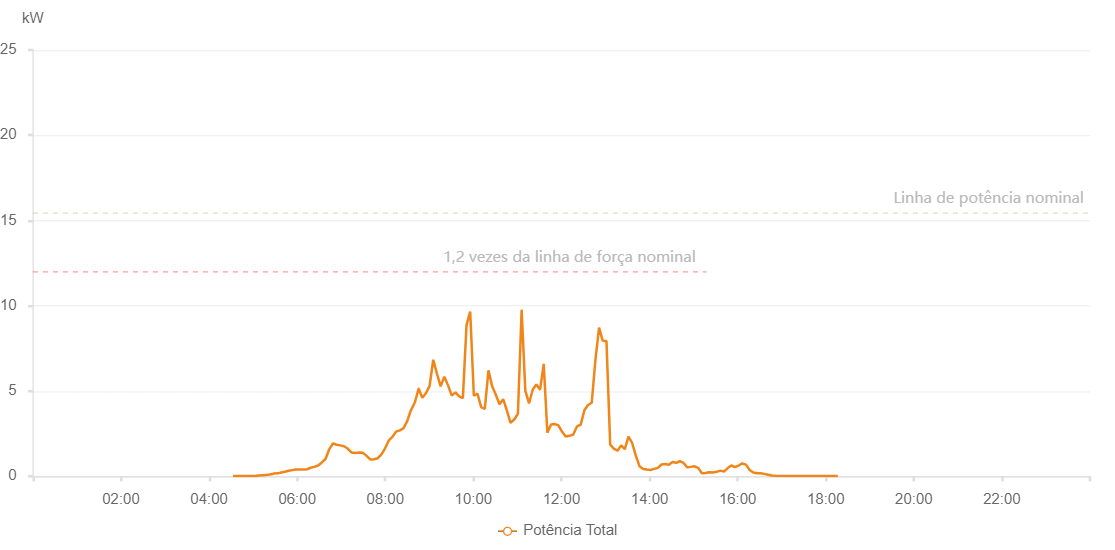 kW
25
20
Linha de potência nominal
15
1,2 vezes da linha de força nominal
10
5
0
02:00 04:00 06:00 08:00 10:00 12:00 14:00 16:00 18:00 20:00 22:00
Potência Total